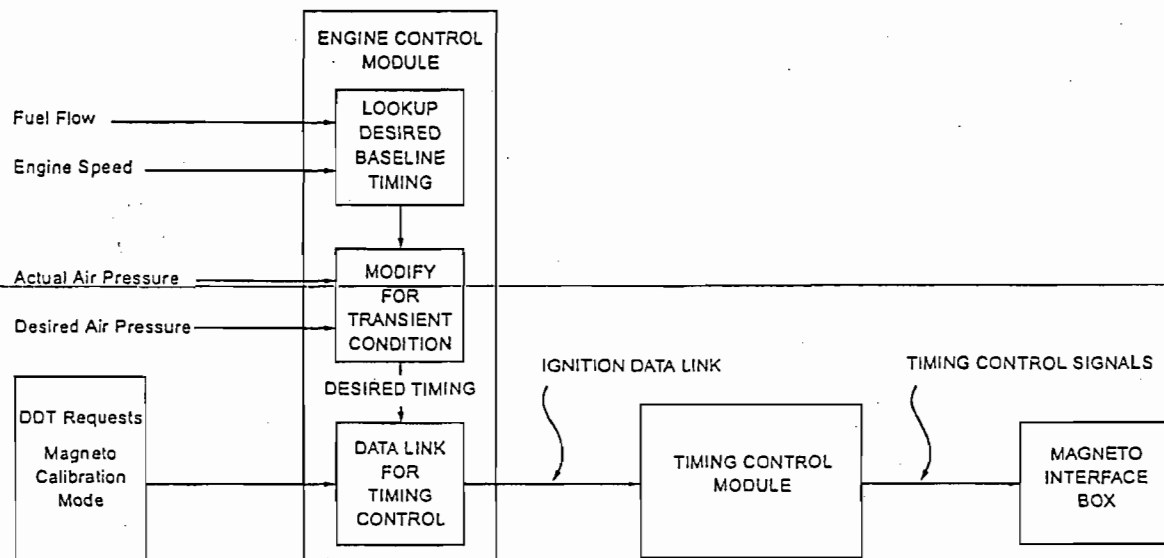 ENGINE CONTROL
MODULE
Fuel Flow
Engine Speed
LOOKUP
DESIRED
BASELINE
TIMING
Actual Air Pressure
Desired Air Pressure
MODIFY
FOR
TRANSIENT
CONDITION
DESIRED TIMING
DDT Requests
Magneto
Calibration
Mode
DATA LINK
FOR
TIMING
CONTROL
IGNITION DATA LINK
TIMING CONTROL
MODULE
TIMING CONTROL SIGNALS
MAGNETO
INTERFACE
BOX